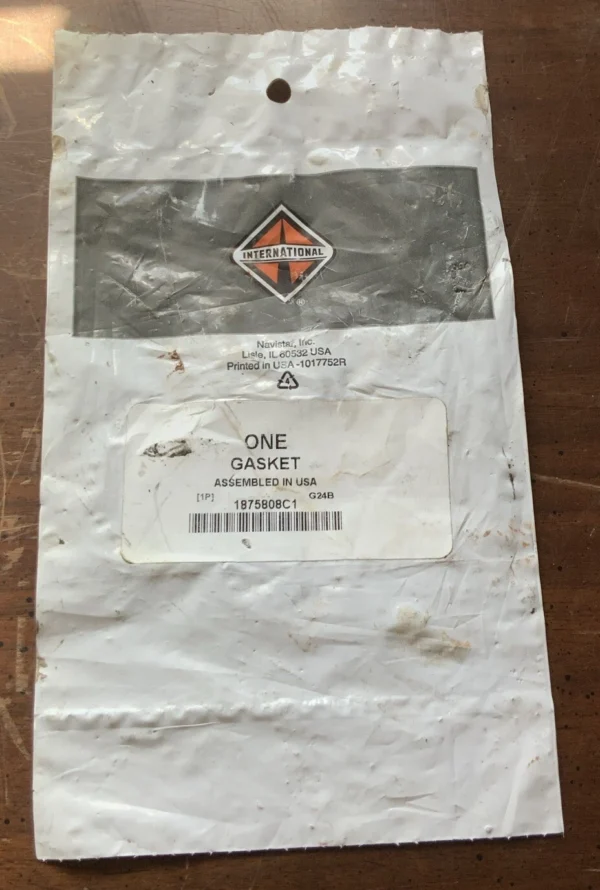 INTERNATIONAL
®
Navistar, Inc.
Lisle, IL 60532 USA
Printed in USA -1017752R
4
ONE
GASKET
ASSEMBLED IN USA
[1P] G24B
1875808C1